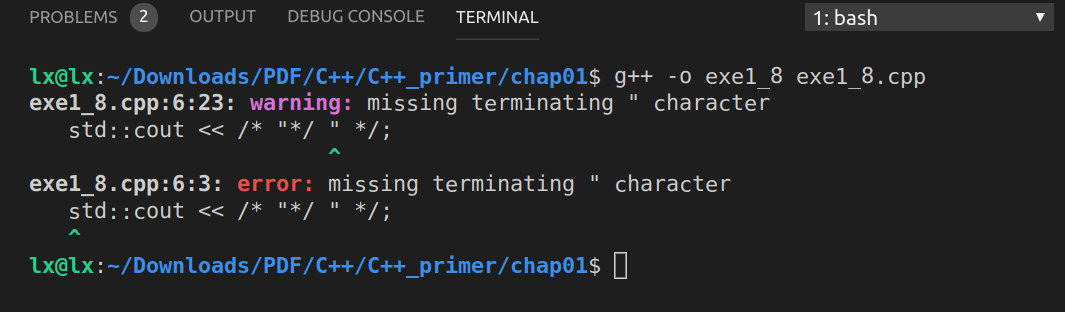 PROBLEMS 2 OUTPUT DEBUG CONSOLE TERMINAL 1: bash
lx@lx:~/Downloads/PDF/C++/C++_primer/chap01$ g++ -o exe1_8 exe1_8.cpp
exe1_8.cpp:6:23: warning: missing terminating " character
   std::cout << /* "*/ " */;
                       ^
exe1_8.cpp:6:3: error: missing terminating " character
   std::cout << /* "*/ " */;
   ^
lx@lx:~/Downloads/PDF/C++/C++_primer/chap01$